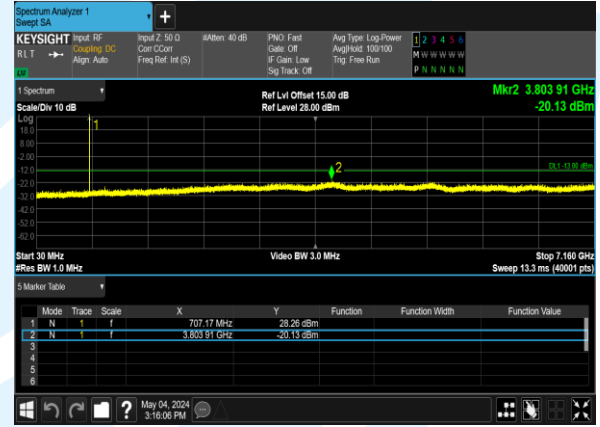 Spectrum Analyzer 1
Swept SA
KEYSIGHT Input: RF Input Z: 50 Ω #Atten: 40 dB PNO: Fast Avg Type: Log-Power 1 2 3 4 5 6
RLT Coupling: DC Corr CCorr Gate: Off Avg|Hold: 100/100 M W W W W W
Align: Auto Freq Ref: Int (S) IF Gain: Low Trig: Free Run
Sig Track: Off P N N N N N
1 Spectrum Ref Lvl Offset 15.00 dB Mkr2 3.803 91 GHz
Scale/Div 10 dB Ref Level 28.00 dBm -20.13 dBm
Log
18.0 1
8.00
-2.00
-12.0 2 DL1 -13.00 dBm
-22.0
-32.0
-42.0
-52.0
-62.0
Start 30 MHz Video BW 3.0 MHz Stop 7.160 GHz
#Res BW 1.0 MHz Sweep 13.3 ms (40001 pts)
5 Marker Table
Mode Trace Scale X Y Function Function Width Function Value
1 N 1 f 707.17 MHz 28.26 dBm
2 N 1 f 3.803 91 GHz -20.13 dBm
3
4
5
6
? May 04, 2024
3:16:06 PM